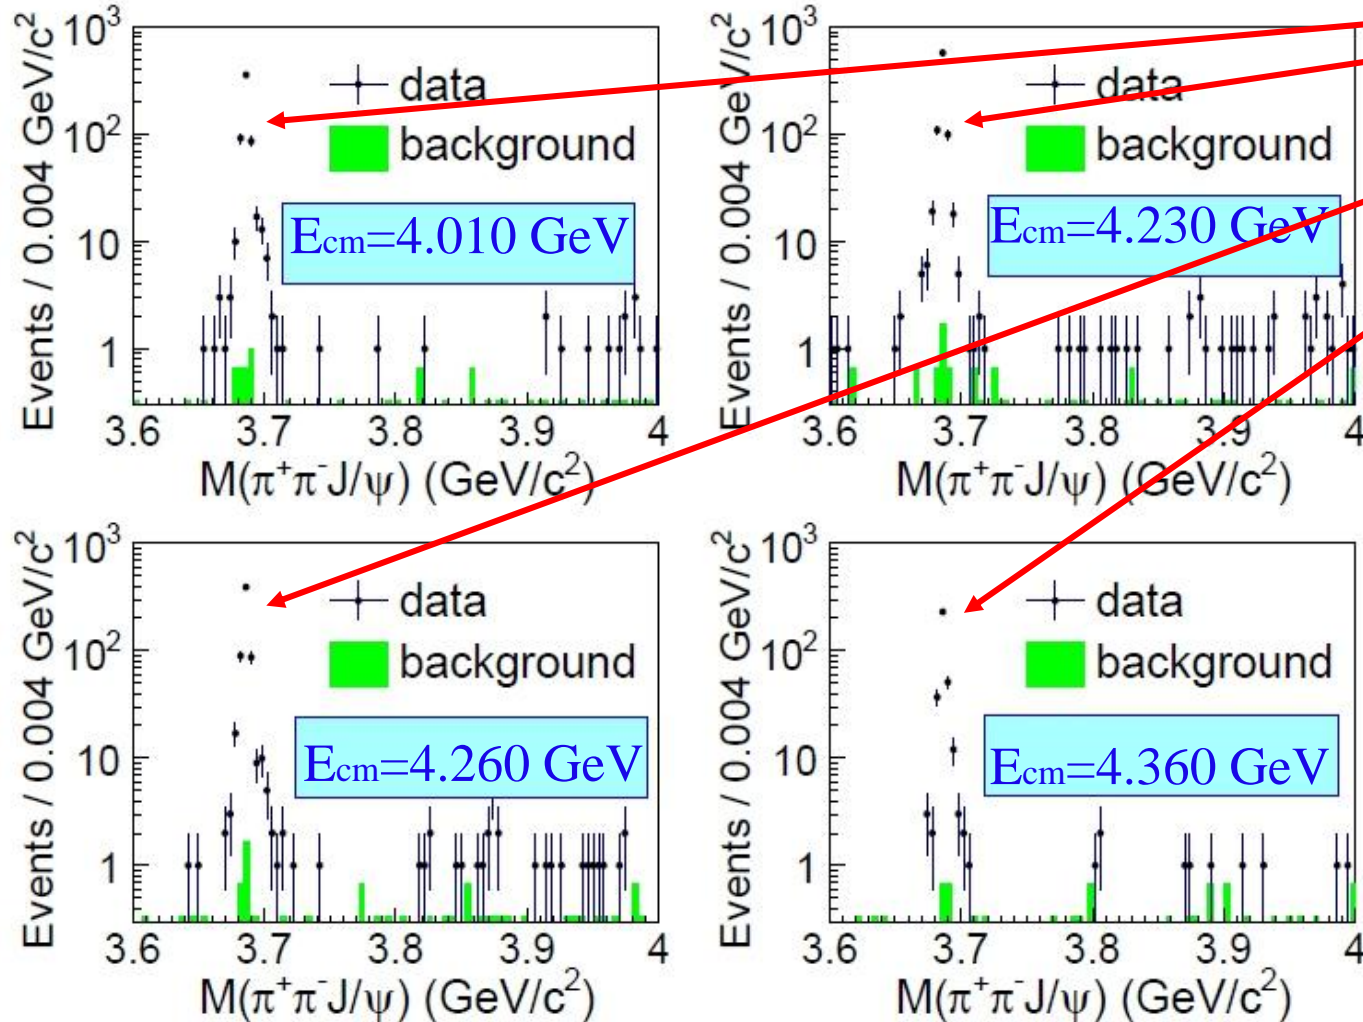 Events / 0.004 GeV/c²
10³
10²
10
1
data
background
Ecm=4.010 GeV
3.6 3.7 3.8 3.9 4
M(π⁺π⁻J/ψ) (GeV/c²)
Events / 0.004 GeV/c²
10³
10²
10
1
data
background
Ecm=4.230 GeV
3.6 3.7 3.8 3.9 4
M(π⁺π⁻J/ψ) (GeV/c²)
Events / 0.004 GeV/c²
10³
10²
10
1
data
background
Ecm=4.260 GeV
3.6 3.7 3.8 3.9 4
M(π⁺π⁻J/ψ) (GeV/c²)
Events / 0.004 GeV/c²
10³
10²
10
1
data
background
Ecm=4.360 GeV
3.6 3.7 3.8 3.9 4
M(π⁺π⁻J/ψ) (GeV/c²)